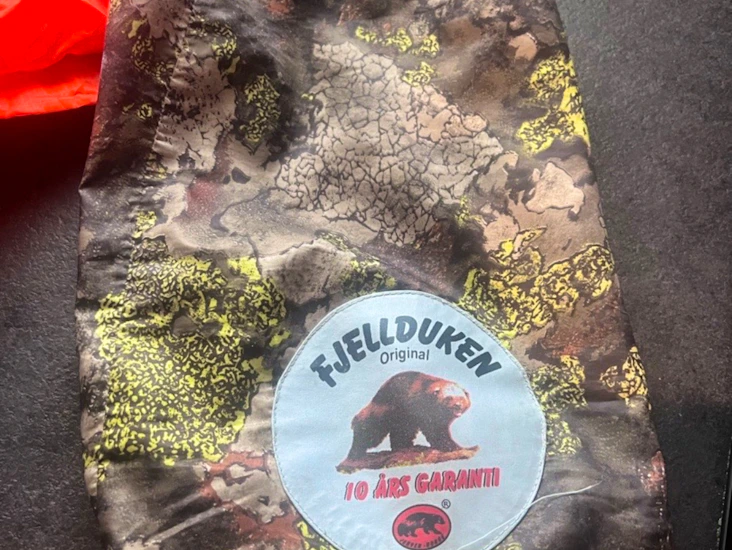 FJELLDUKEN
Original
10 ÅRS GARANTI
®